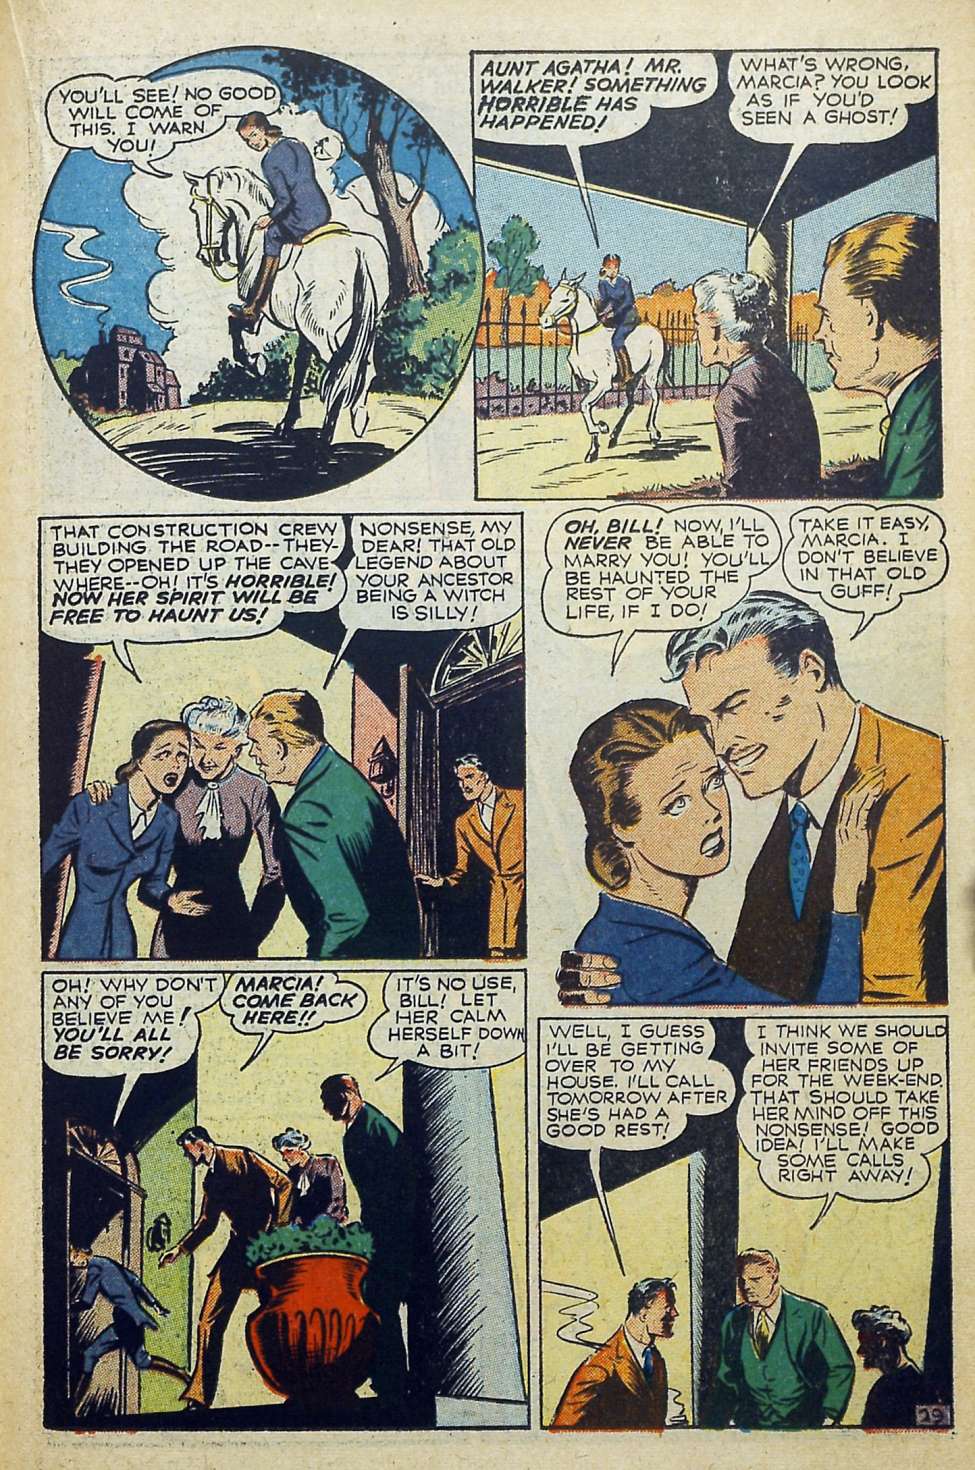 YOU'LL SEE! NO GOOD
WILL COME OF
THIS. I WARN
YOU!
AUNT AGATHA! MR.
WALKER! SOMETHING
HORRIBLE HAS
HAPPENED!
WHAT'S WRONG,
MARCIA? YOU LOOK
AS IF YOU'D
SEEN A GHOST!
THAT CONSTRUCTION CREW
BUILDING THE ROAD--THEY-
THEY OPENED UP THE CAVE
WHERE--OH! IT'S HORRIBLE!
NOW HER SPIRIT WILL BE
FREE TO HAUNT US!
NONSENSE, MY
DEAR! THAT OLD
LEGEND ABOUT
YOUR ANCESTOR
BEING A WITCH
IS SILLY!
OH, BILL! NOW, I'LL
NEVER BE ABLE TO
MARRY YOU! YOU'LL
BE HAUNTED THE
REST OF YOUR
LIFE, IF I DO!
TAKE IT EASY,
MARCIA. I
DON'T BELIEVE
IN THAT OLD
GUFF!
OH! WHY DON'T
ANY OF YOU
BELIEVE ME!
YOU'LL ALL
BE SORRY!
MARCIA!
COME BACK
HERE!!
IT'S NO USE,
BILL! LET
HER CALM
HERSELF DOWN
A BIT!
WELL, I GUESS
I'LL BE GETTING
OVER TO MY
HOUSE. I'LL CALL
TOMORROW AFTER
SHE'S HAD A
GOOD REST!
I THINK WE SHOULD
INVITE SOME OF
HER FRIENDS UP
FOR THE WEEK-END.
THAT SHOULD TAKE
HER MIND OFF THIS
NONSENSE! GOOD
IDEA! I'LL MAKE
SOME CALLS
RIGHT AWAY!
29